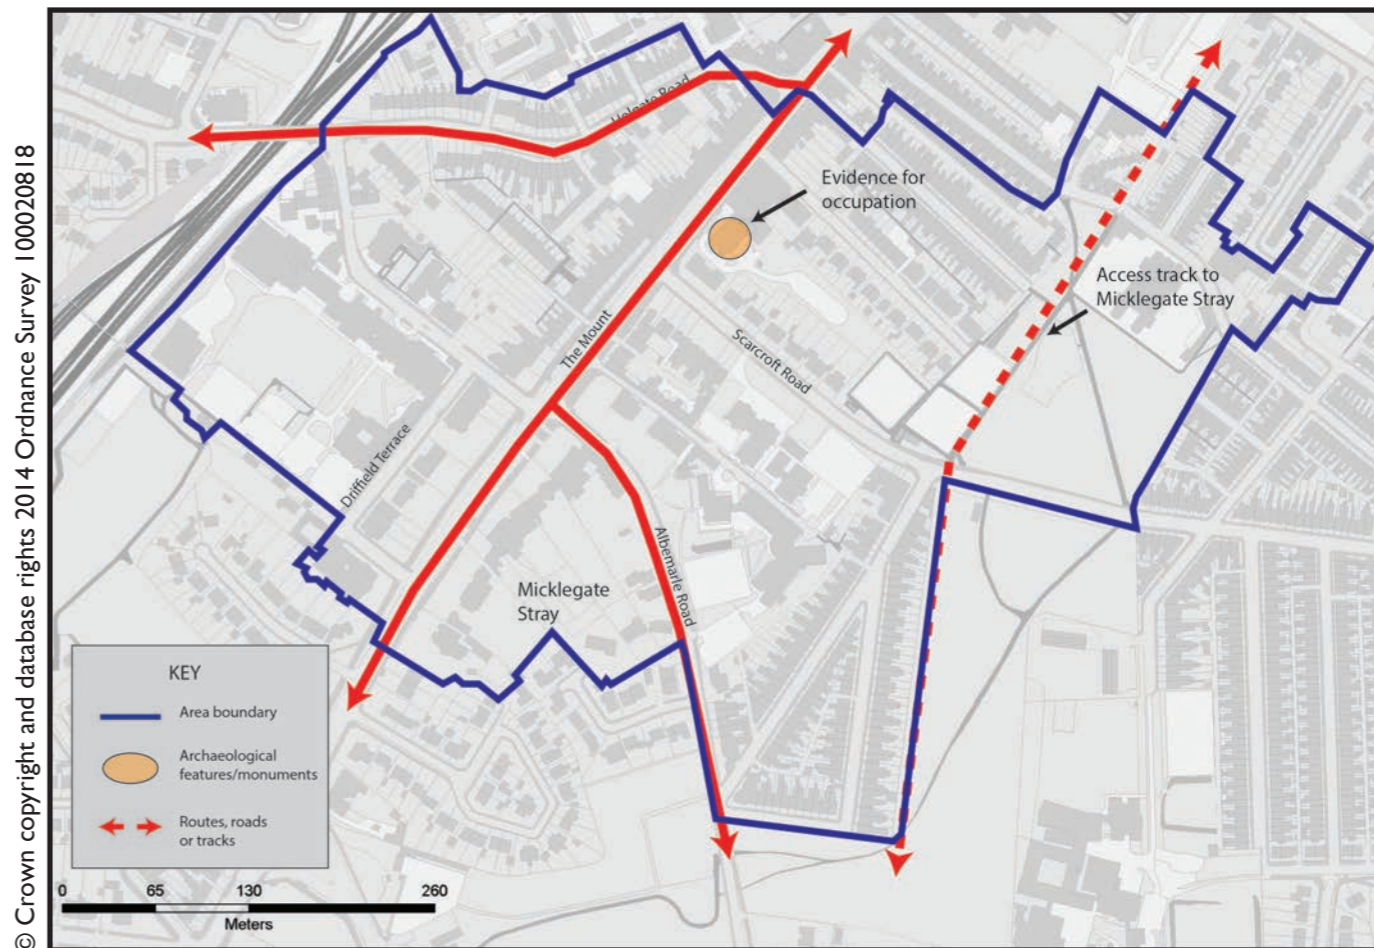 © Crown copyright and database rights 2014 Ordnance Survey 100020818
Holgate Road
Evidence for
occupation
Access track to
Micklegate Stray
The Mount
Scarcroft Road
Driffield Terrace
Albemarle Road
Micklegate
Stray
KEY
Area boundary
Archaeological
features/monuments
Routes, roads
or tracks
0 65 130 260
Meters